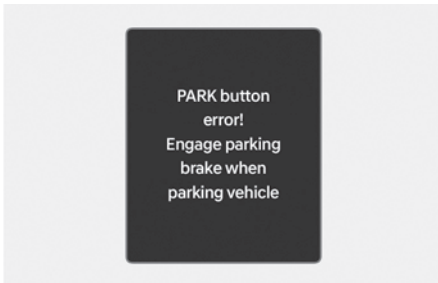 PARK button
error!
Engage parking
brake when
parking vehicle